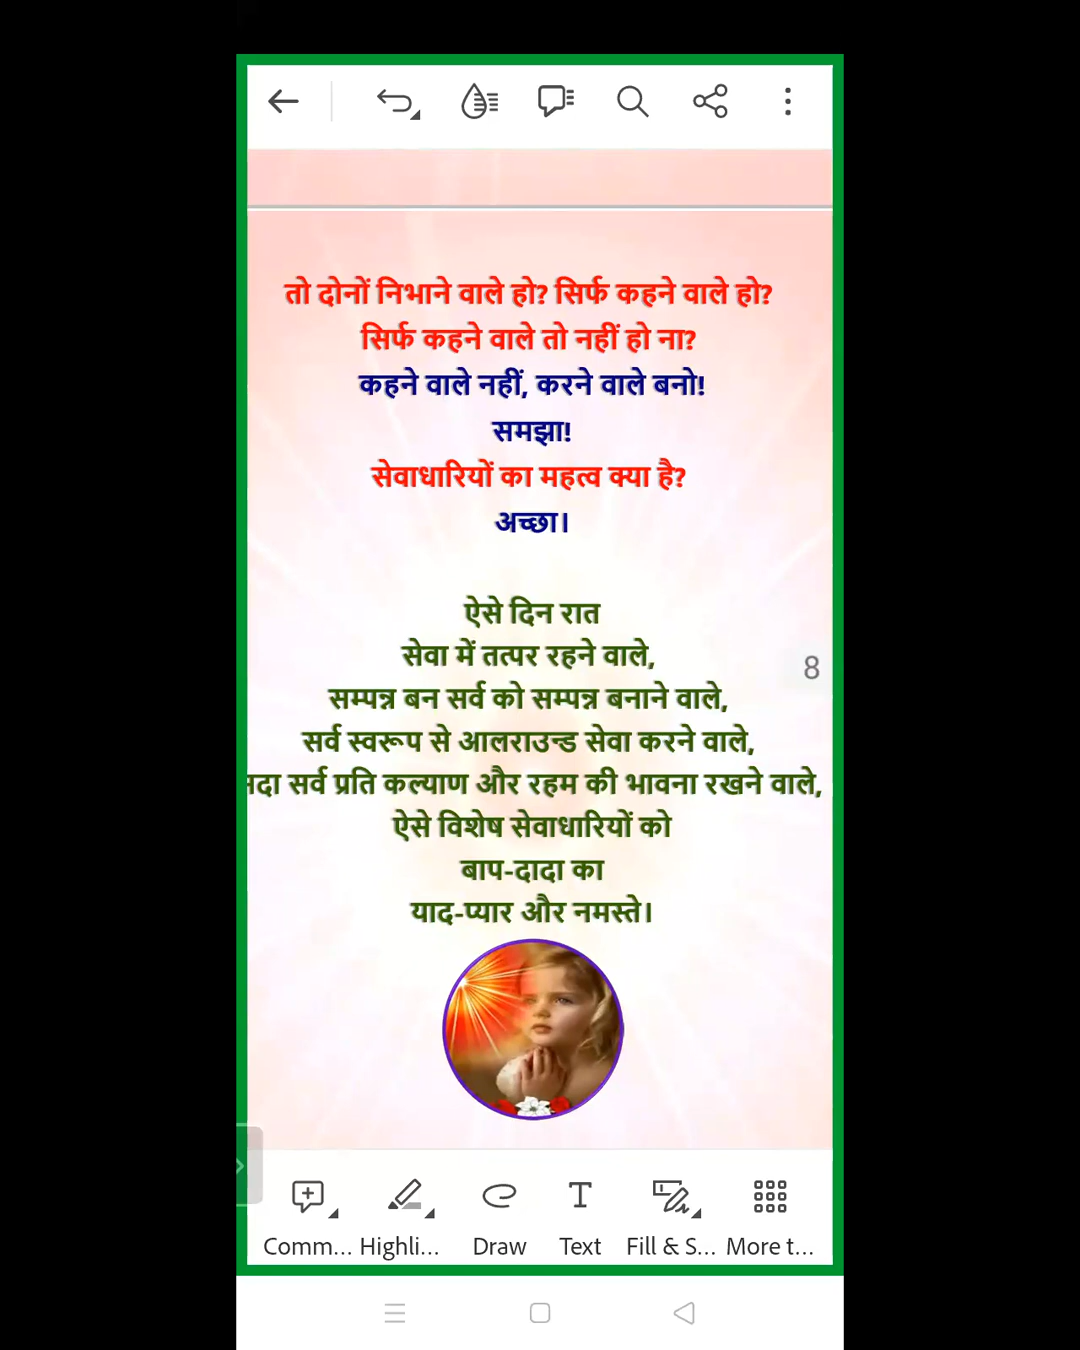 तो दोनों निभाने वाले हो? सिर्फ कहने वाले हो?
सिर्फ कहने वाले तो नहीं हो ना?
कहने वाले नहीं, करने वाले बनो!
समझा!
सेवाधारियों का महत्व क्या है?
अच्छा।
ऐसे दिन रात
सेवा में तत्पर रहने वाले,
8
सम्पन्न बन सर्व को सम्पन्न बनाने वाले,
सर्व स्वरूप से आलराउन्ड सेवा करने वाले,
सर्व प्रति कल्याण और रहम की भावना रखने वाले,
ऐसे विशेष सेवाधारियों को
बाप-दादा का
याद-प्यार और नमस्ते।
Comm... Highli... Draw Text Fill & S... More t...